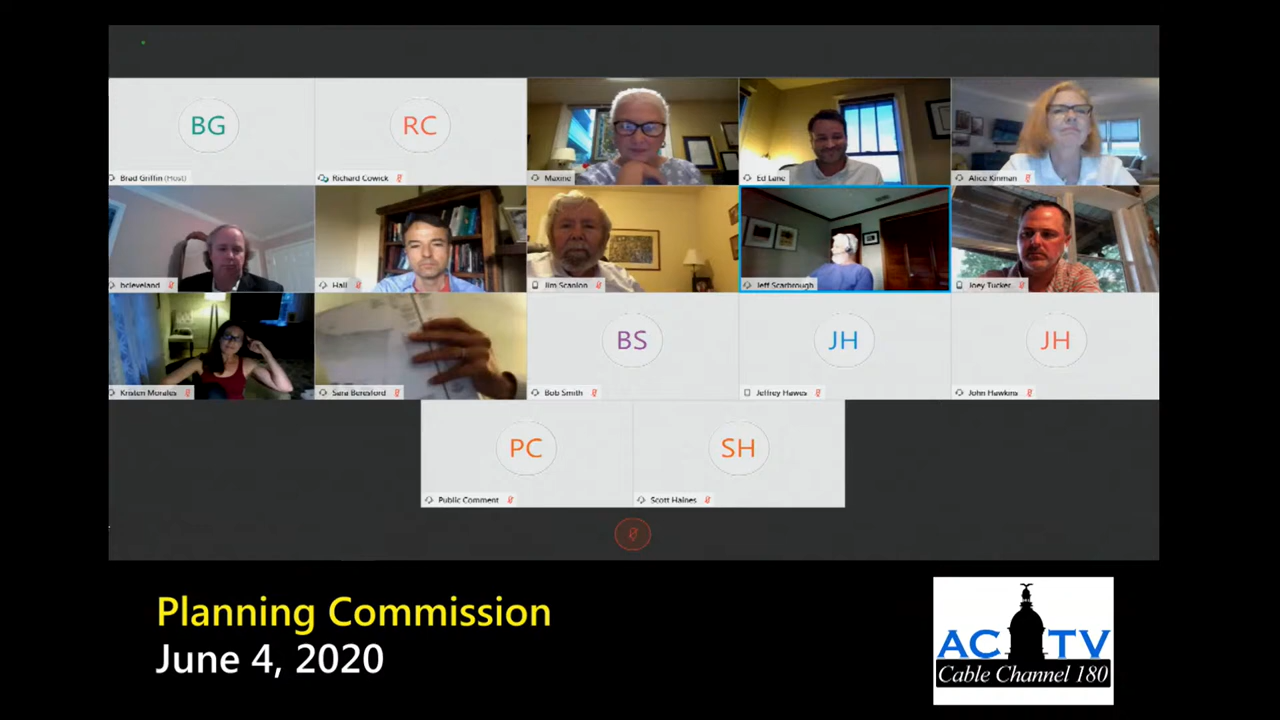 BG
RC
Brad Griffin (Host)
Richard Cowick
Maxine
Ed Lane
Alice Kinman
hcleveland
Hall
Jim Scanlon
Jeff Scarbrough
Joey Tucker
BS
JH
JH
Kristen Morales
Sara Beresford
Bob Smith
Jeffrey Hawes
John Hawkins
PC
SH
Public Comment
Scott Haines
Planning Commission
June 4, 2020
AC TV
Cable Channel 180